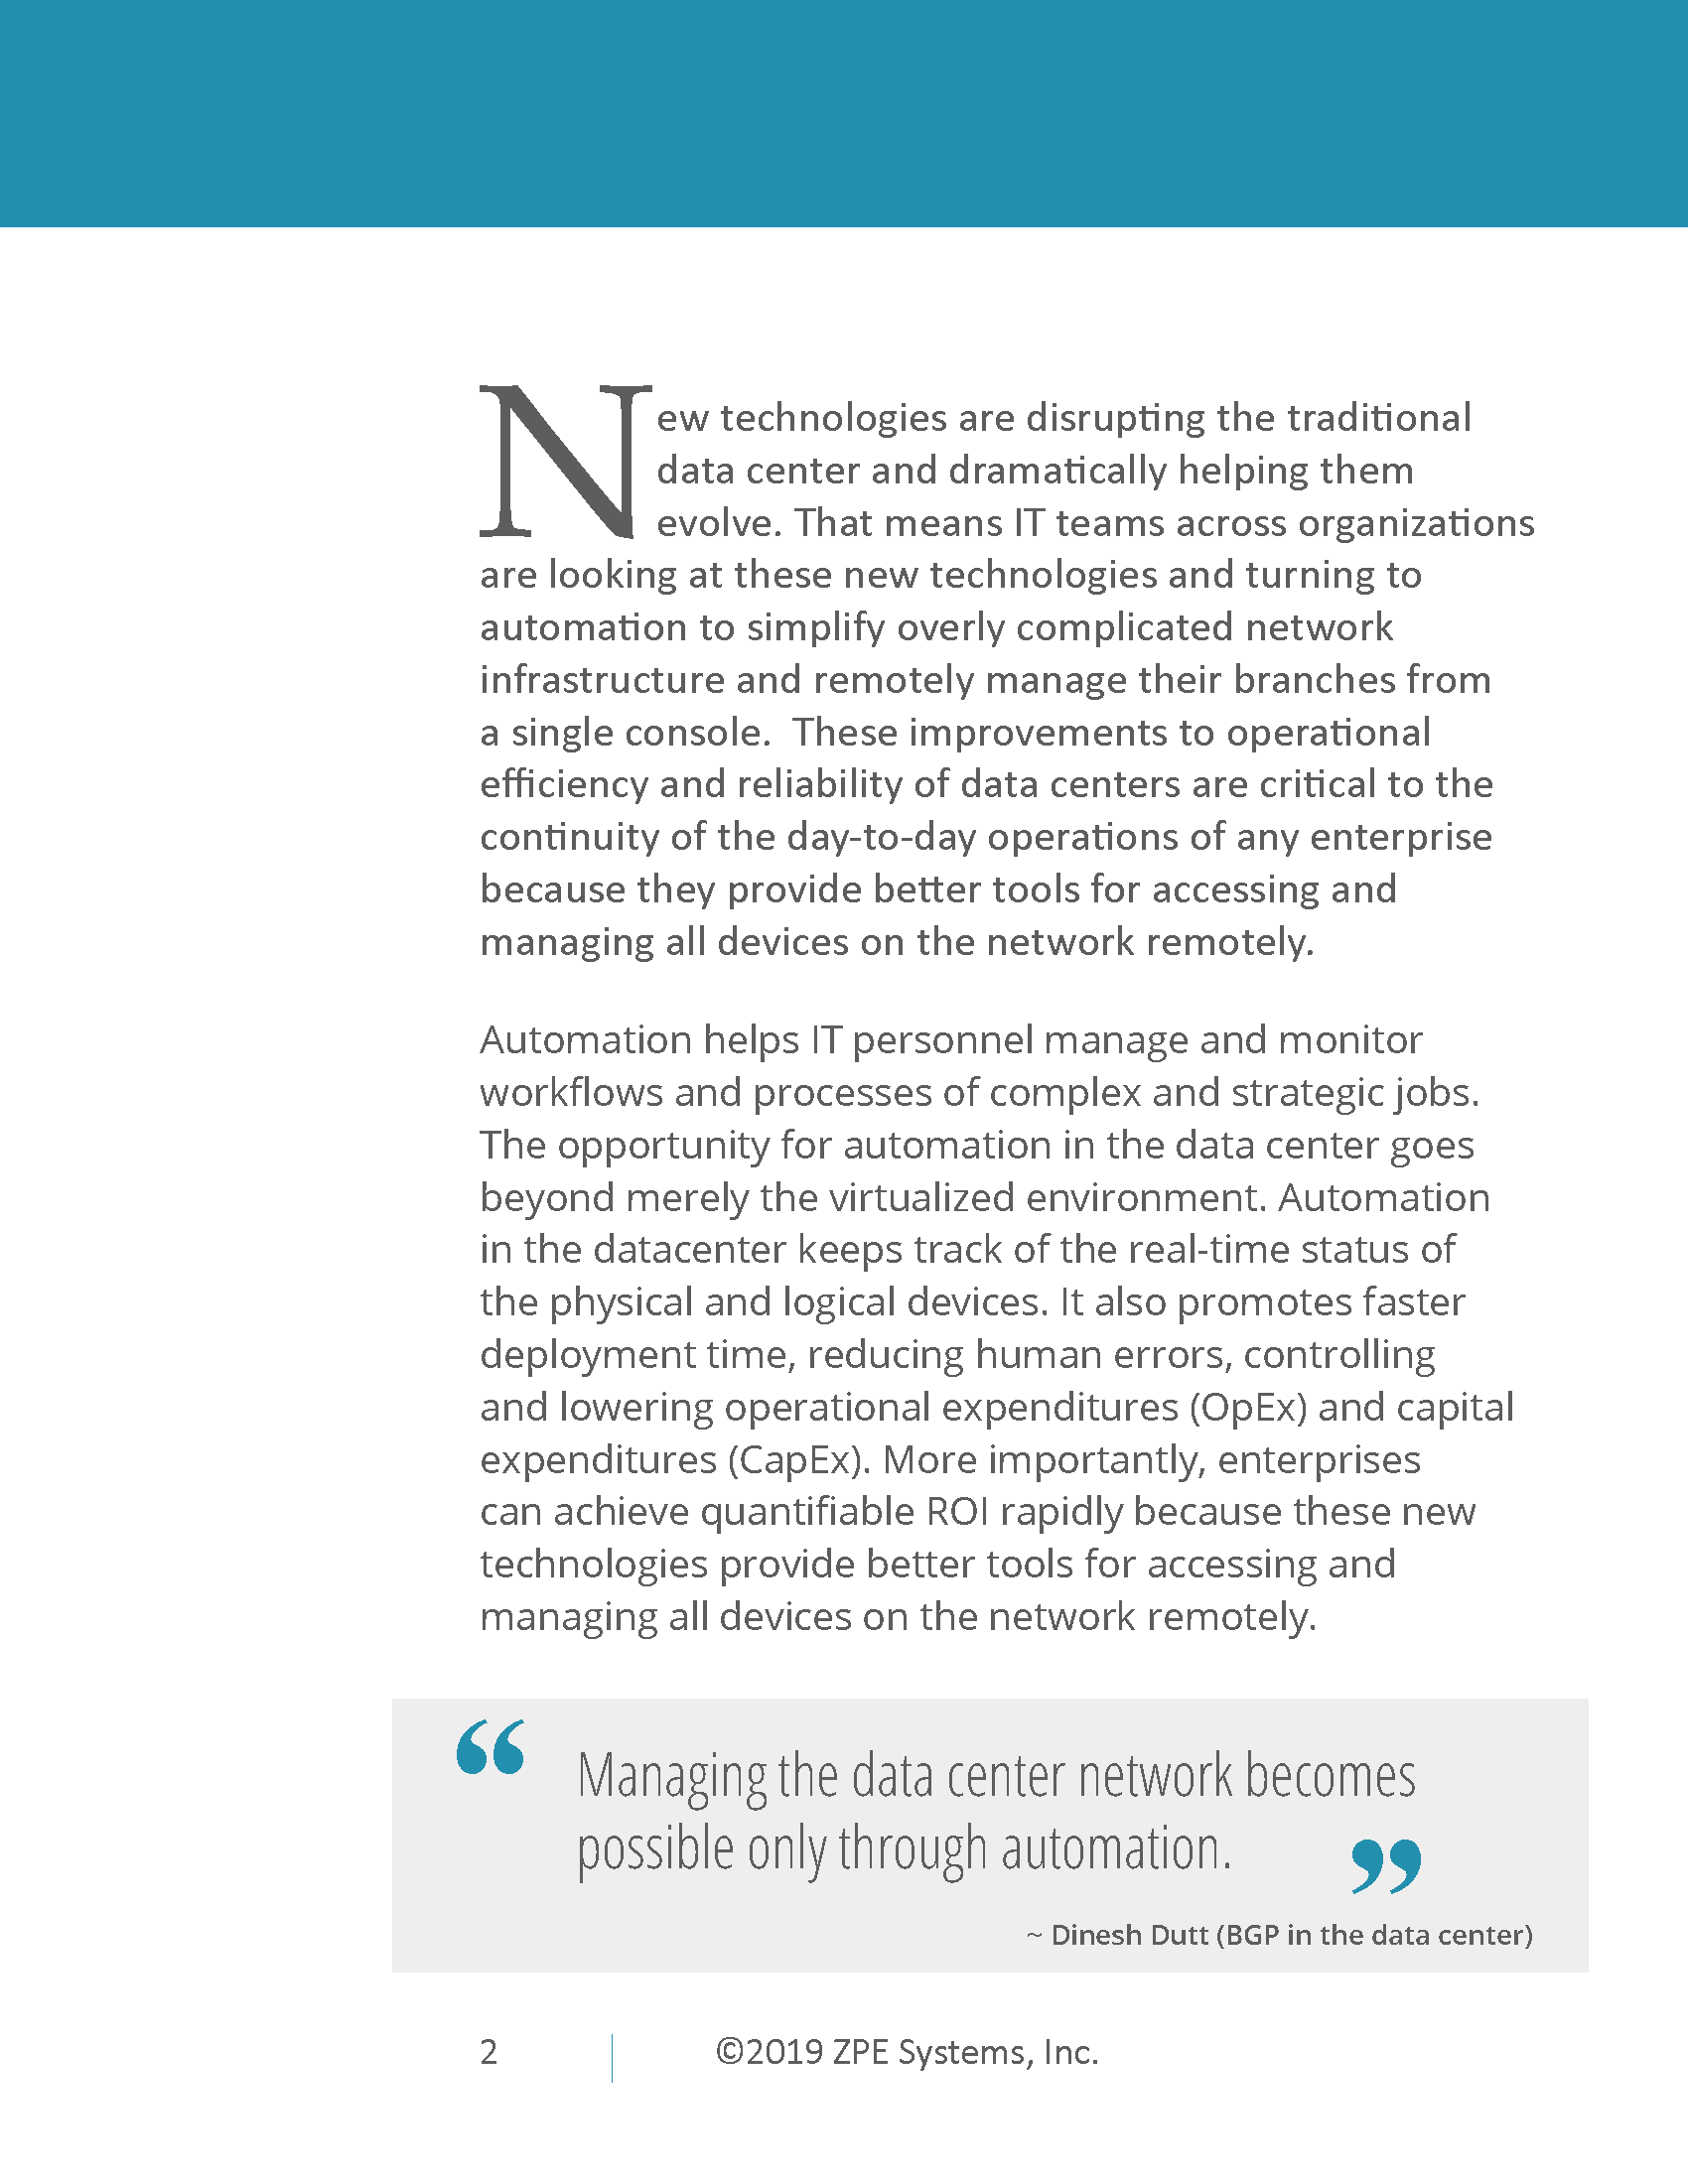 New technologies are disrupting the traditional
data center and dramatically helping them
evolve. That means IT teams across organizations
are looking at these new technologies and turning to
automation to simplify overly complicated network
infrastructure and remotely manage their branches from
a single console.  These improvements to operational
efficiency and reliability of data centers are critical to the
continuity of the day-to-day operations of any enterprise
because they provide better tools for accessing and
managing all devices on the network remotely.
Automation helps IT personnel manage and monitor
workflows and processes of complex and strategic jobs.
The opportunity for automation in the data center goes
beyond merely the virtualized environment. Automation
in the datacenter keeps track of the real-time status of
the physical and logical devices. It also promotes faster
deployment time, reducing human errors, controlling
and lowering operational expenditures (OpEx) and capital
expenditures (CapEx). More importantly, enterprises
can achieve quantifiable ROI rapidly because these new
technologies provide better tools for accessing and
managing all devices on the network remotely.
“Managing the data center network becomes
possible only through automation.”
~ Dinesh Dutt (BGP in the data center)
2 | ©2019 ZPE Systems, Inc.